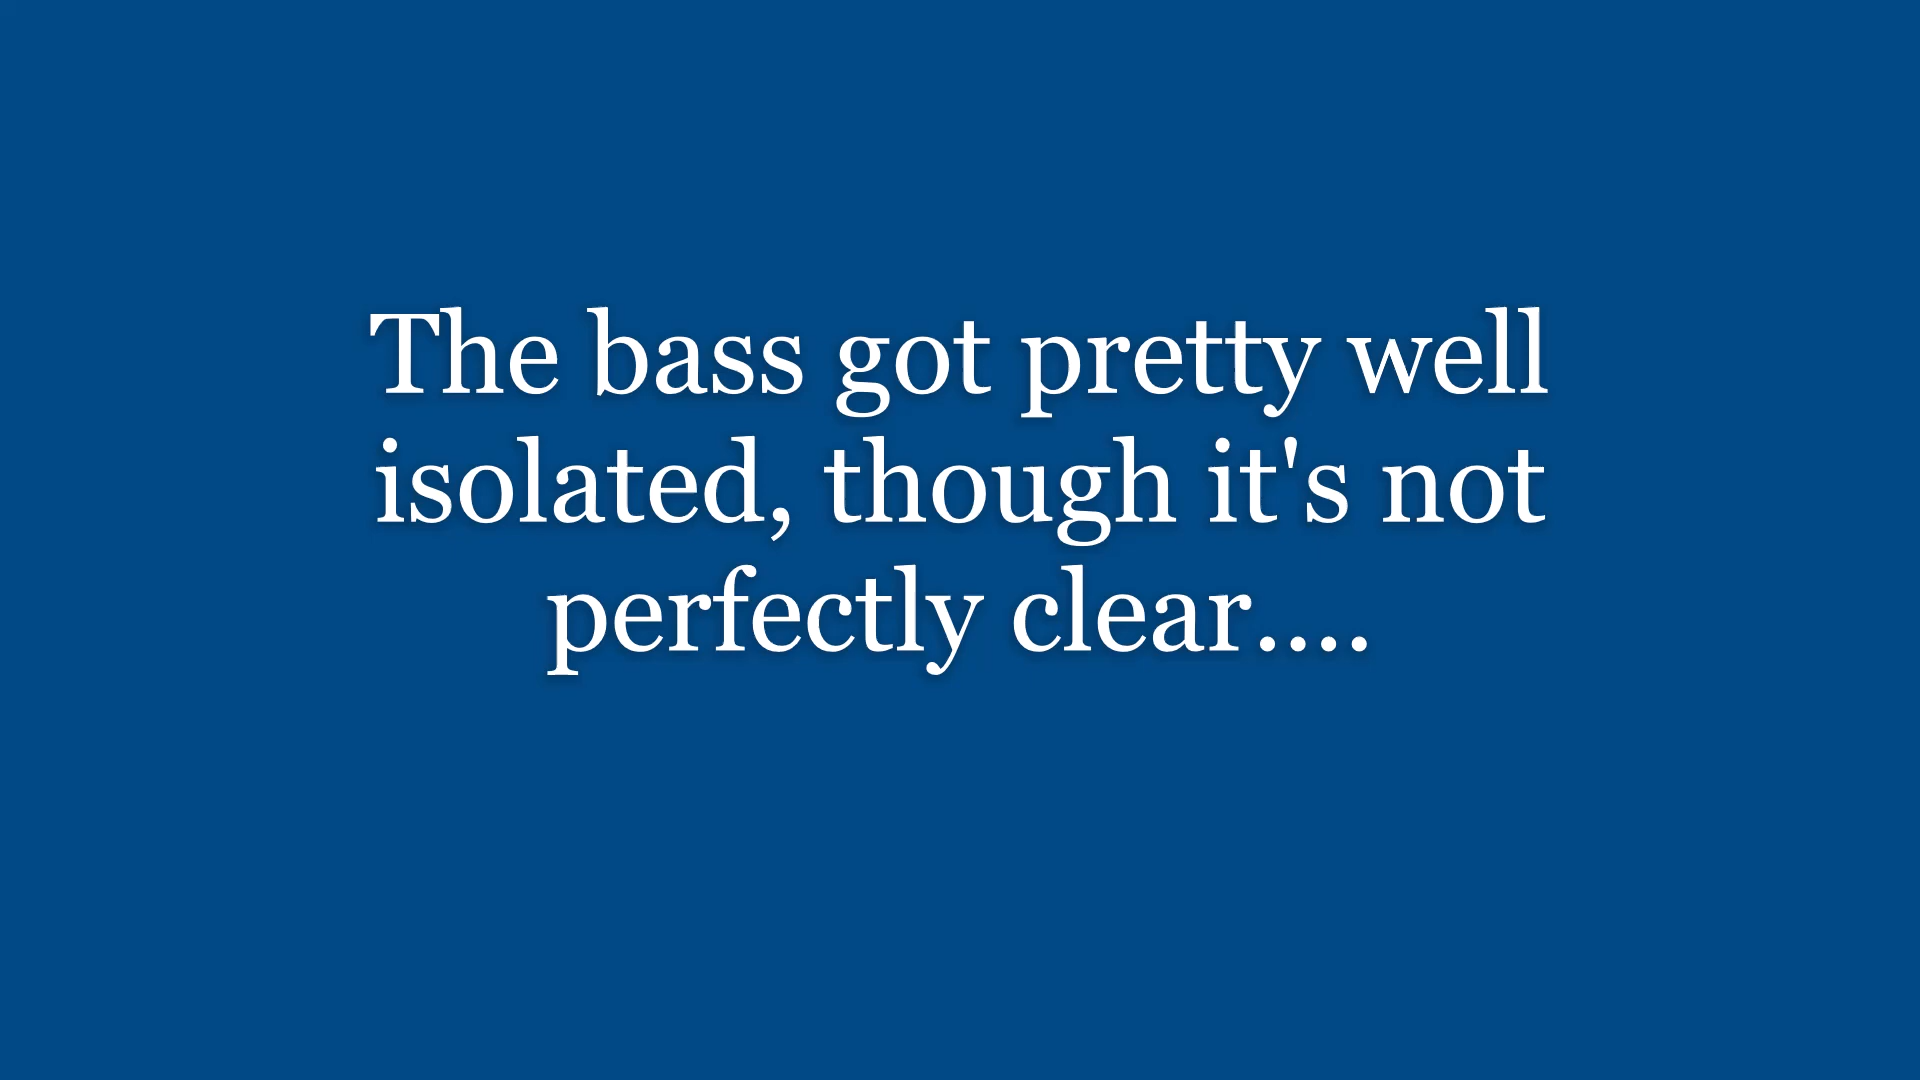 The bass got pretty well
isolated, though it's not
perfectly clear....